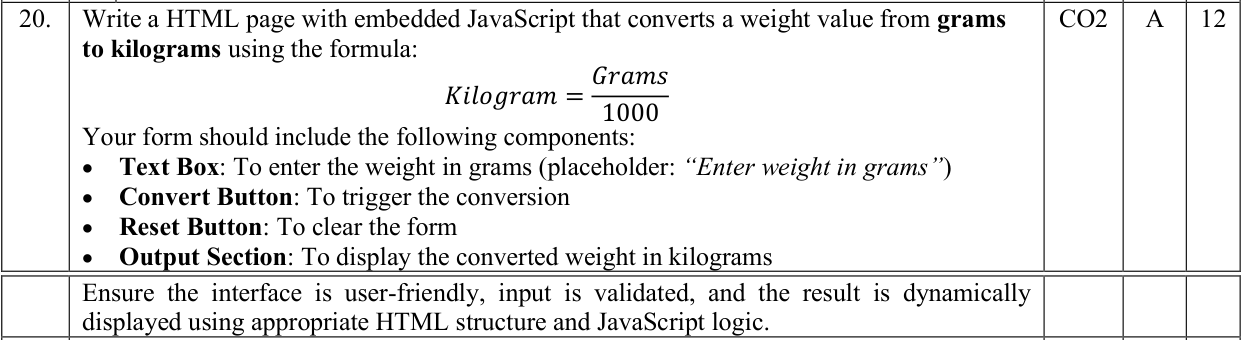 20. Write a HTML page with embedded JavaScript that converts a weight value from grams CO2 A 12
to kilograms using the formula:
Kilogram = Grams / 1000
Your form should include the following components:
• Text Box: To enter the weight in grams (placeholder: “Enter weight in grams”)
• Convert Button: To trigger the conversion
• Reset Button: To clear the form
• Output Section: To display the converted weight in kilograms
Ensure the interface is user-friendly, input is validated, and the result is dynamically
displayed using appropriate HTML structure and JavaScript logic.